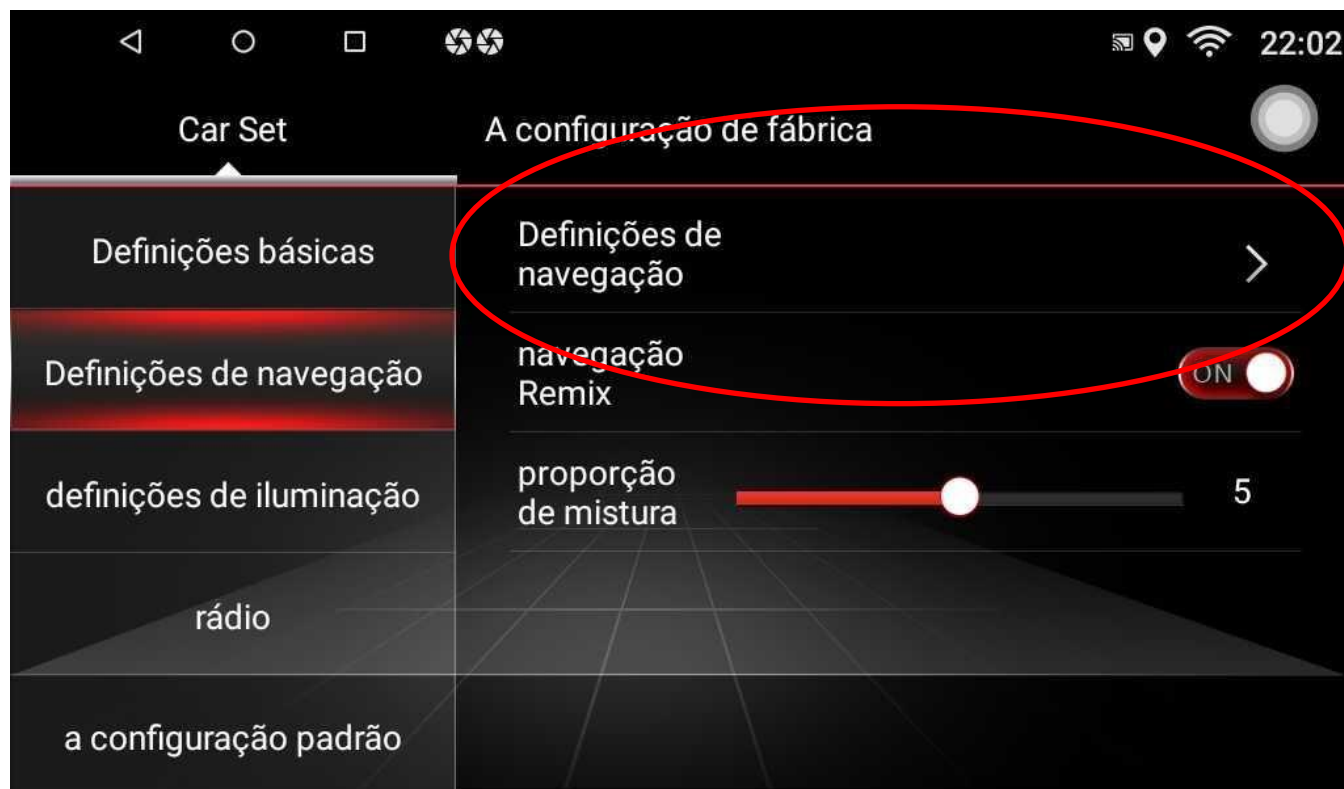 22:02
Car Set
A configuração de fábrica
Definições básicas
Definições de navegação
definições de iluminação
rádio
a configuração padrão
Definições de
navegação
navegação
Remix
ON
proporção
de mistura
5